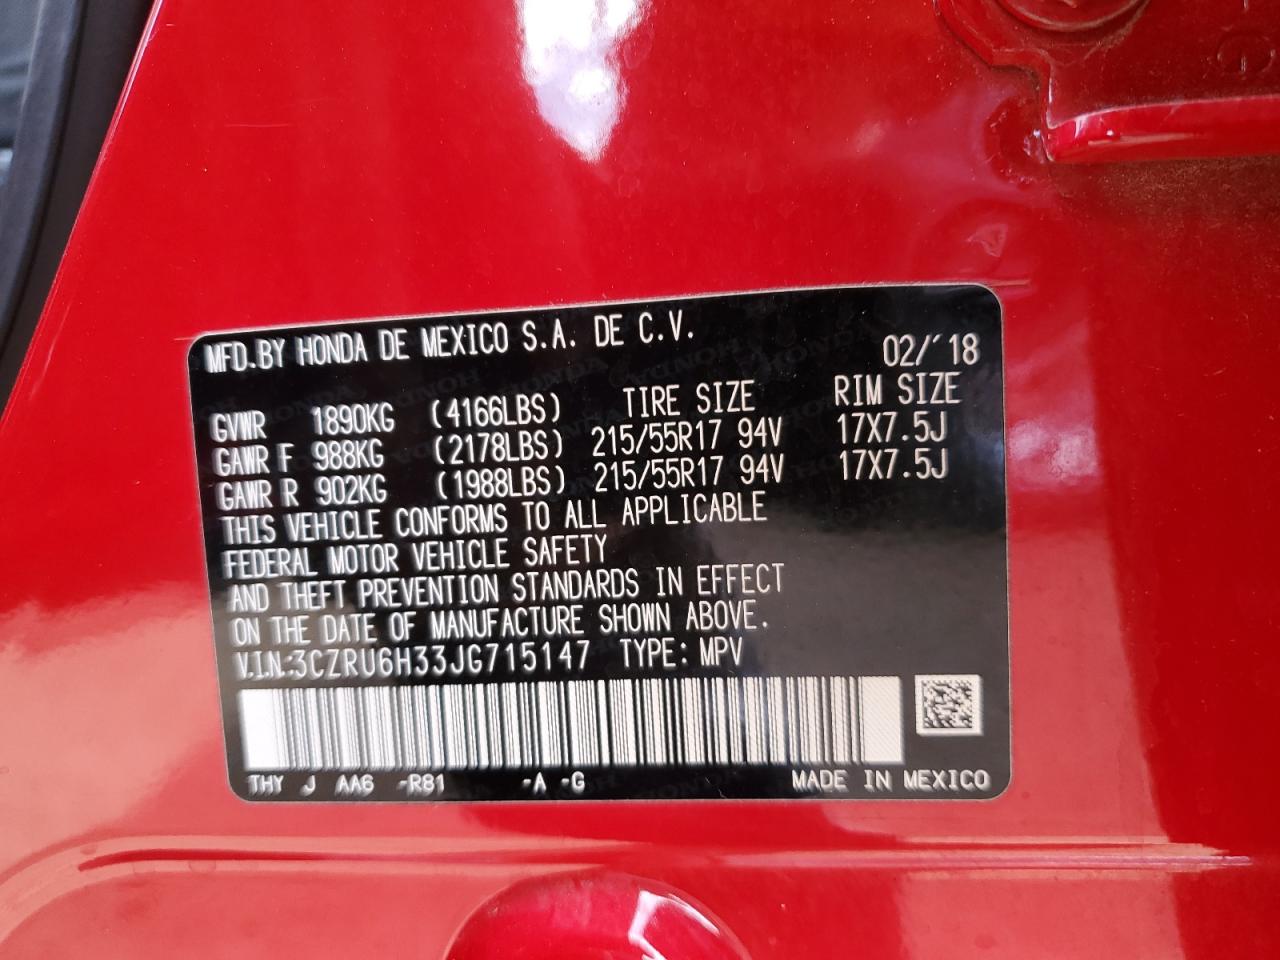 MFD.BY HONDA DE MEXICO S.A. DE C.V.
02/'18
GVWR 1890KG (4166LBS) TIRE SIZE RIM SIZE
GAWR F 988KG (2178LBS) 215/55R17 94V 17X7.5J
GAWR R 902KG (1988LBS) 215/55R17 94V 17X7.5J
THIS VEHICLE CONFORMS TO ALL APPLICABLE
FEDERAL MOTOR VEHICLE SAFETY
AND THEFT PREVENTION STANDARDS IN EFFECT
ON THE DATE OF MANUFACTURE SHOWN ABOVE.
V.I.N.:3CZRU6H33JG715147 TYPE: MPV
THY J AA6 -R81 -A -G MADE IN MEXICO